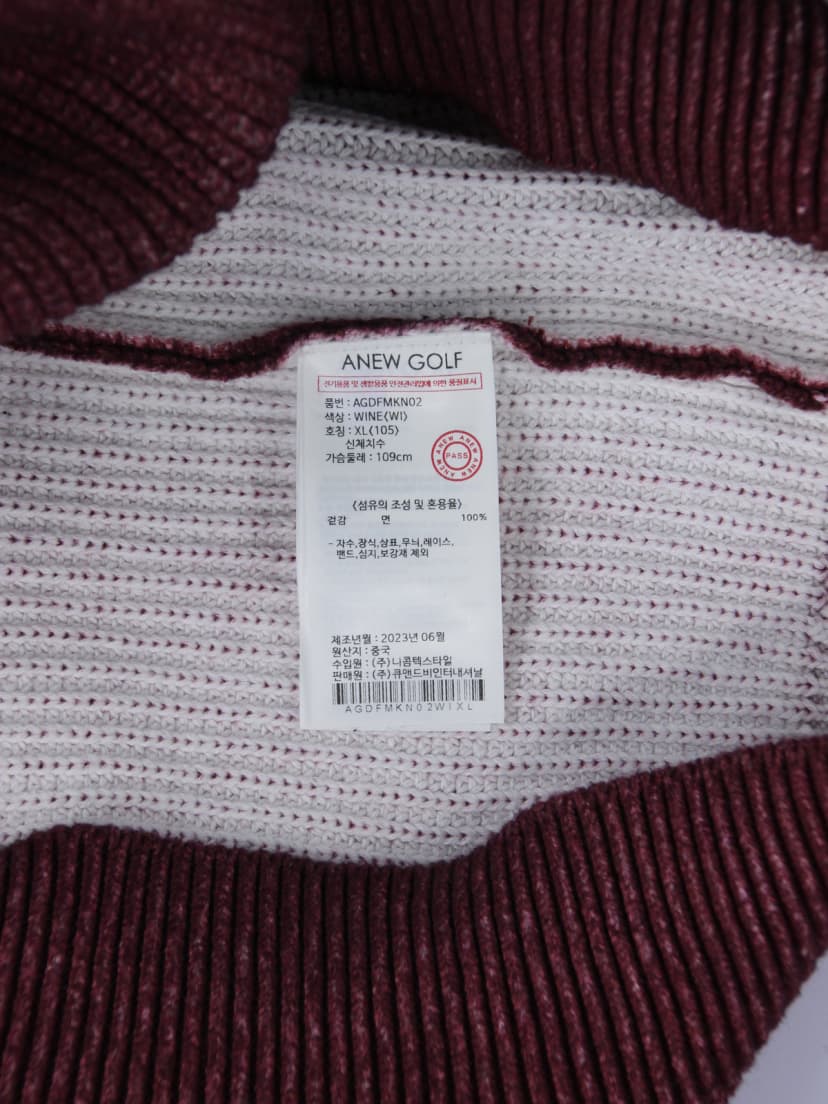 ANEW GOLF
전기용품 및 생활용품 안전관리법에 의한 품질표시
품번 : AGDFMKN02
색상 : WINE(WI)
호칭 : XL(105)
신체치수
가슴둘레 : 109cm
ANEW ANEW ANEW ANEW
PASS
<섬유의 조성 및 혼용율>
겉감 면 100%
- 자수,장식,상표,무늬,레이스,
밴드,심지,보강재 제외
제조년월 : 2023년 06월
원산지 : 중국
수입원 : (주)나콤텍스타일
판매원 : (주)큐앤드비인터내셔날
AGDFMKN02WIXL